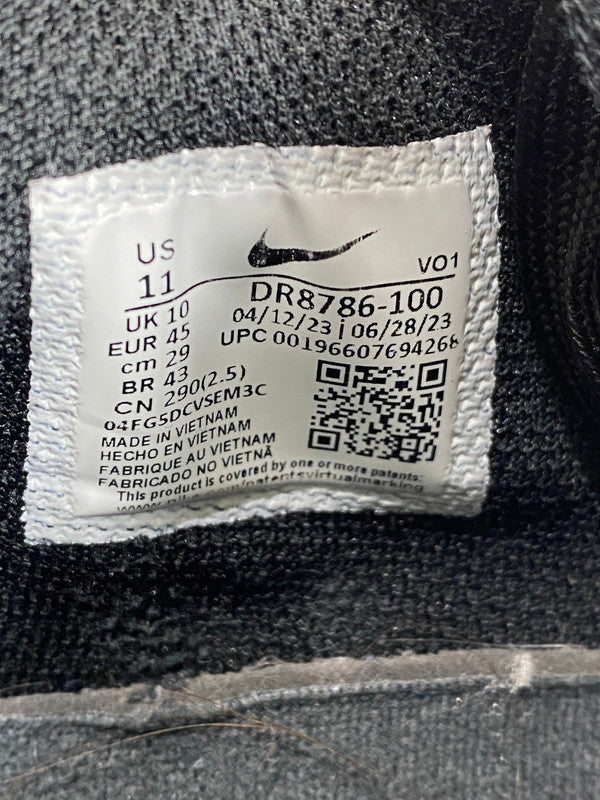 US
11
UK 10
EUR 45
cm 29
BR 43
CN 290(2.5)
04FG5DCVSEM3C
VO1
DR8786-100
04/12/23 | 06/28/23
UPC 00196607694268
MADE IN VIETNAM
HECHO EN VIETNAM
FABRIQUE AU VIETNAM
FABRICADO NO VIETNÃ
This product is covered by one or more patents: